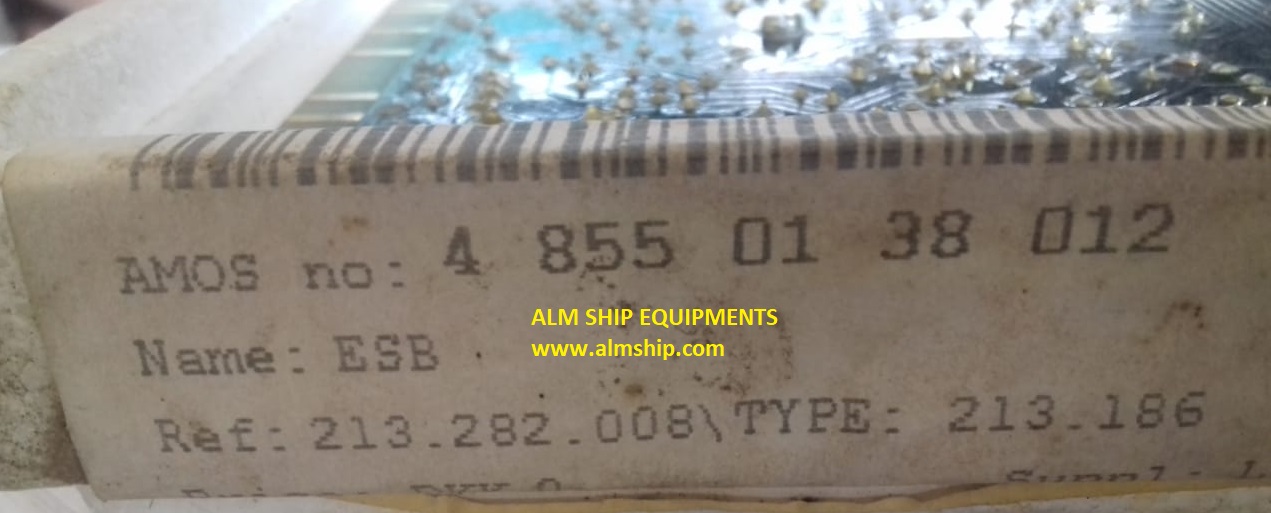 AMOS no: 4 855 01 38 012
ALM SHIP EQUIPMENTS
www.almship.com
Name: ESB
Ref: 213.282.008\TYPE: 213.186